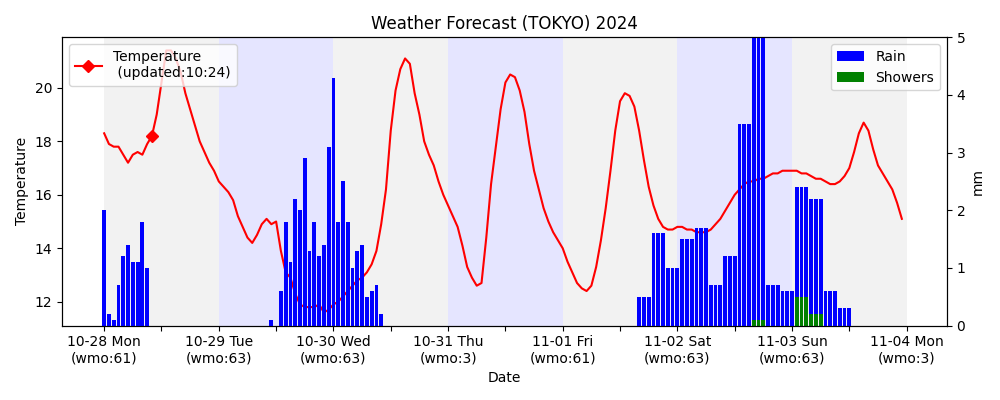 Weather Forecast (TOKYO) 2024
Temperature
(updated:10:24)
Rain
Showers
Temperature
20
18
16
14
12
5
4
3
2
1
0
mm
10-28 Mon
(wmo:61)
10-29 Tue
(wmo:63)
10-30 Wed
(wmo:63)
10-31 Thu
(wmo:3)
11-01 Fri
(wmo:61)
11-02 Sat
(wmo:63)
11-03 Sun
(wmo:63)
11-04 Mon
(wmo:3)
Date